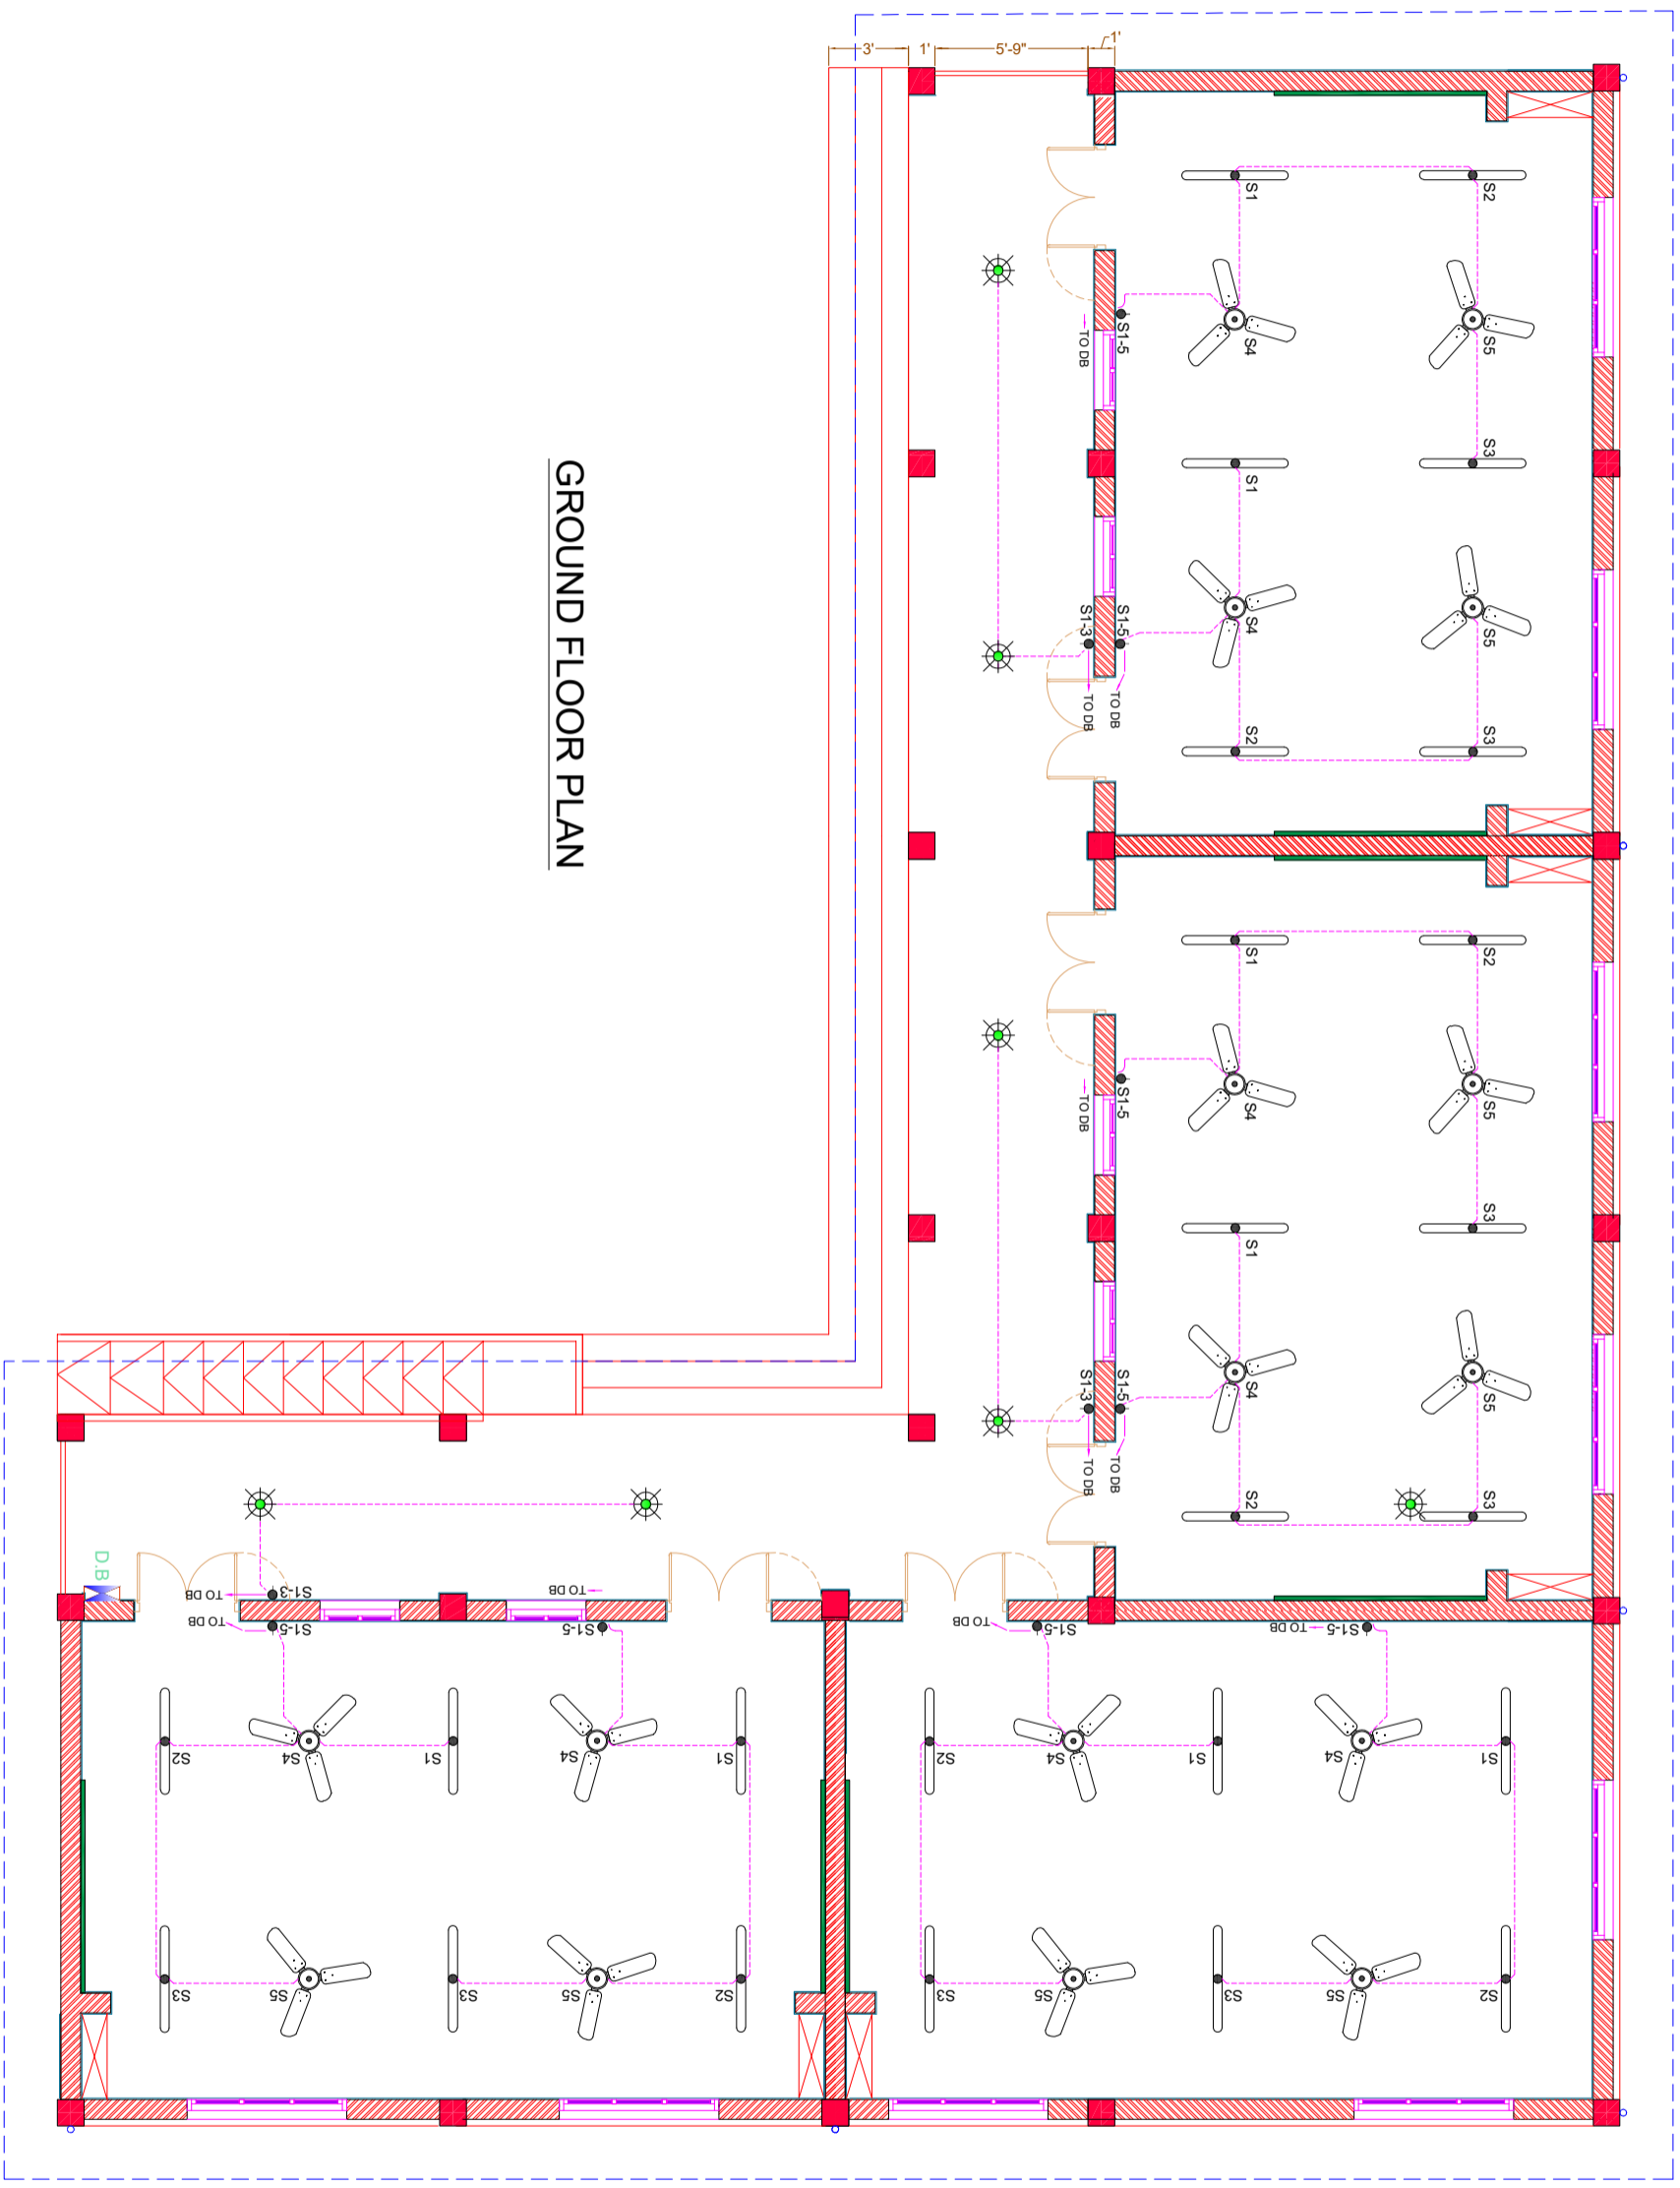 3'
1'
5'-9"
1'
S1
S2
S1-5
TO DB
S4
S5
S1
S3
S1-3
S1-5
S4
S5
TO DB
TO DB
S2
S3
GROUND FLOOR PLAN
S1
S2
S1-5
TO DB
S4
S5
S1
S3
S1-3
S1-5
S4
S5
TO DB
TO DB
S2
S3
D.B
TO DB
S1-3
TO DB
TO DB
S1-5
S1-5
TO DB
S1-5
TO DB
S1-5
S2
S4
S1
S4
S1
S2
S4
S1
S4
S1
S3
S5
S3
S5
S2
S3
S5
S3
S5
S2